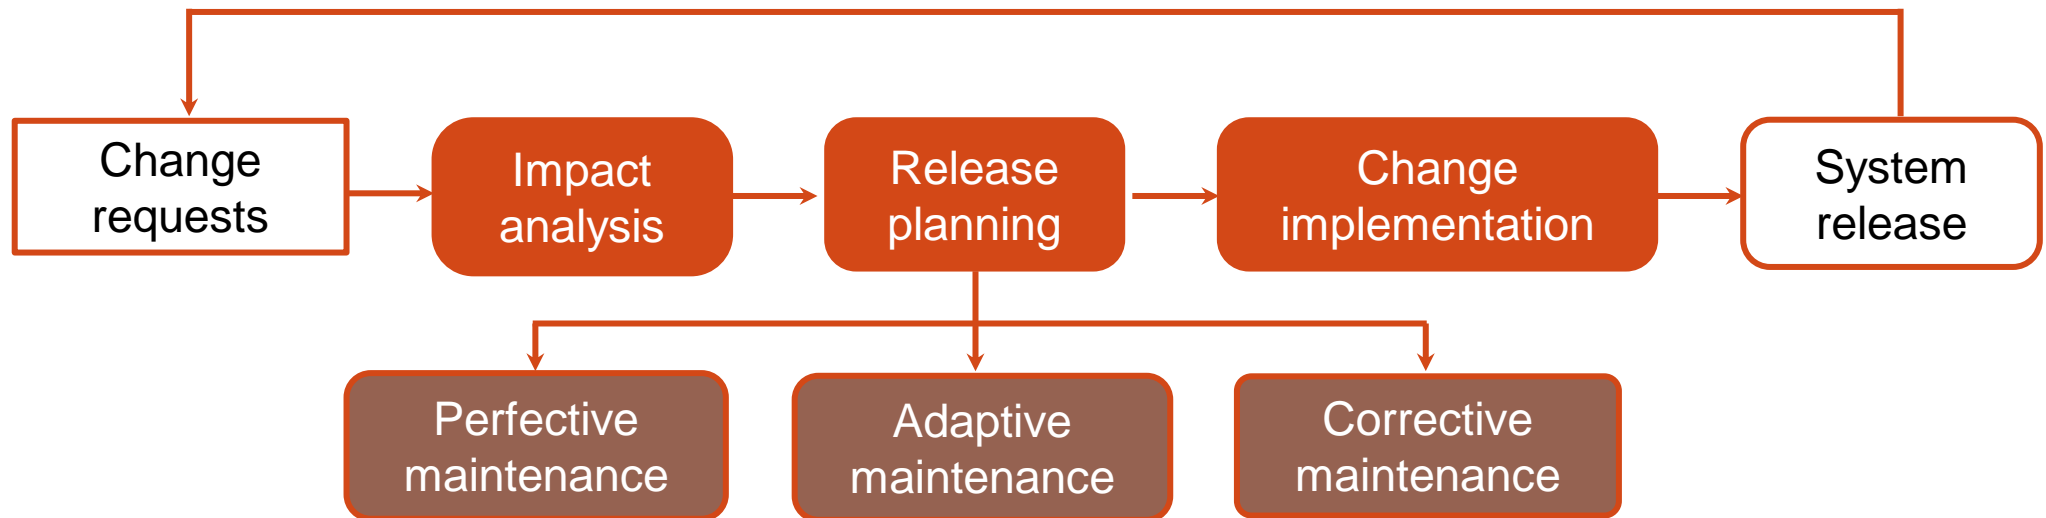 Change
requests
Impact
analysis
Release
planning
Change
implementation
System
release
Perfective
maintenance
Adaptive
maintenance
Corrective
maintenance